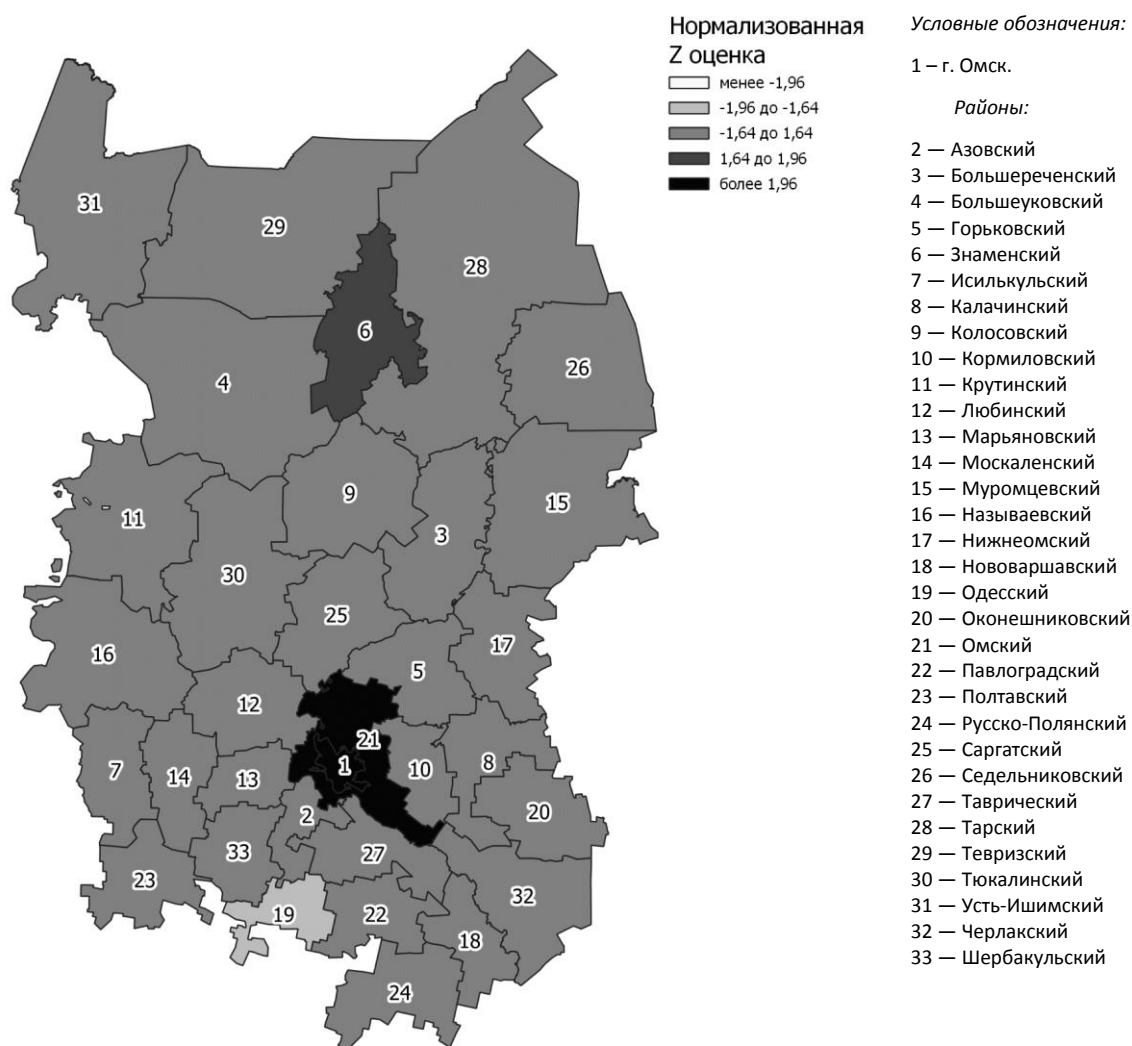 Нормализованная
Z оценка
менее -1,96
-1,96 до -1,64
-1,64 до 1,64
1,64 до 1,96
более 1,96
Условные обозначения:
1 – г. Омск.
Районы:
2 — Азовский
3 — Большереченский
4 — Большеуковский
5 — Горьковский
6 — Знаменский
7 — Исилькульский
8 — Калачинский
9 — Колосовский
10 — Кормиловский
11 — Крутинский
12 — Любинский
13 — Марьяновский
14 — Москаленский
15 — Муромцевский
16 — Называевский
17 — Нижнеомский
18 — Нововаршавский
19 — Одесский
20 — Оконешниковский
21 — Омский
22 — Павлоградский
23 — Полтавский
24 — Русско-Полянский
25 — Саргатский
26 — Седельниковский
27 — Таврический
28 — Тарский
29 — Тевризский
30 — Тюкалинский
31 — Усть-Ишимский
32 — Черлакский
33 — Шербакульский
31
29
28
6
26
4
9
15
11
3
30
25
17
16
5
12
21
8
7
14
13
1
10
20
2
33
27
23
32
19
22
18
24